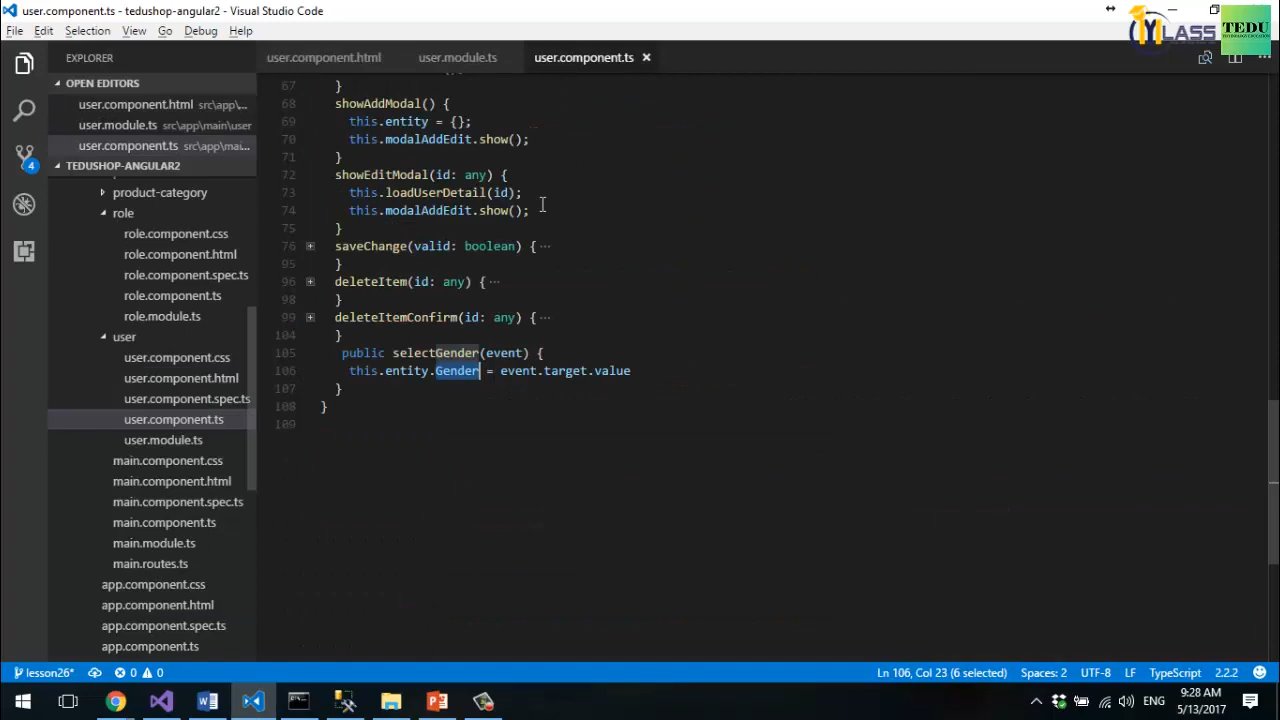 user.component.ts - tedushop-angular2 - Visual Studio Code
File Edit Selection View Go Debug Help
CLASS
TEDU
EXPLORER
user.component.html user.module.ts user.component.ts
OPEN EDITORS
user.component.html src\app\...
user.module.ts src\app\main\user
user.component.ts src\app\mai...
TEDUSHOP-ANGULAR2
product-category
role
role.component.css
role.component.html
role.component.spec.ts
role.component.ts
role.module.ts
user
user.component.css
user.component.html
user.component.spec.ts
user.component.ts
user.module.ts
main.component.css
main.component.html
main.component.spec.ts
main.component.ts
main.module.ts
main.routes.ts
app.component.css
app.component.html
app.component.spec.ts
app.component.ts
4
67 }
68 showAddModal() {
69 this.entity = {};
70 this.modalAddEdit.show();
71 }
72 showEditModal(id: any) {
73 this.loadUserDetail(id);
74 this.modalAddEdit.show();
75 }
76 saveChange(valid: boolean) { ...
95 }
96 deleteItem(id: any) { ...
98 }
99 deleteItemConfirm(id: any) { ...
104 }
105 public selectGender(event) {
106 this.entity.Gender = event.target.value
107 }
108 }
109
lesson26* 0 0 Ln 106, Col 23 (6 selected) Spaces: 2 UTF-8 LF TypeScript 2.2.2
ENG
9:28 AM
5/13/2017